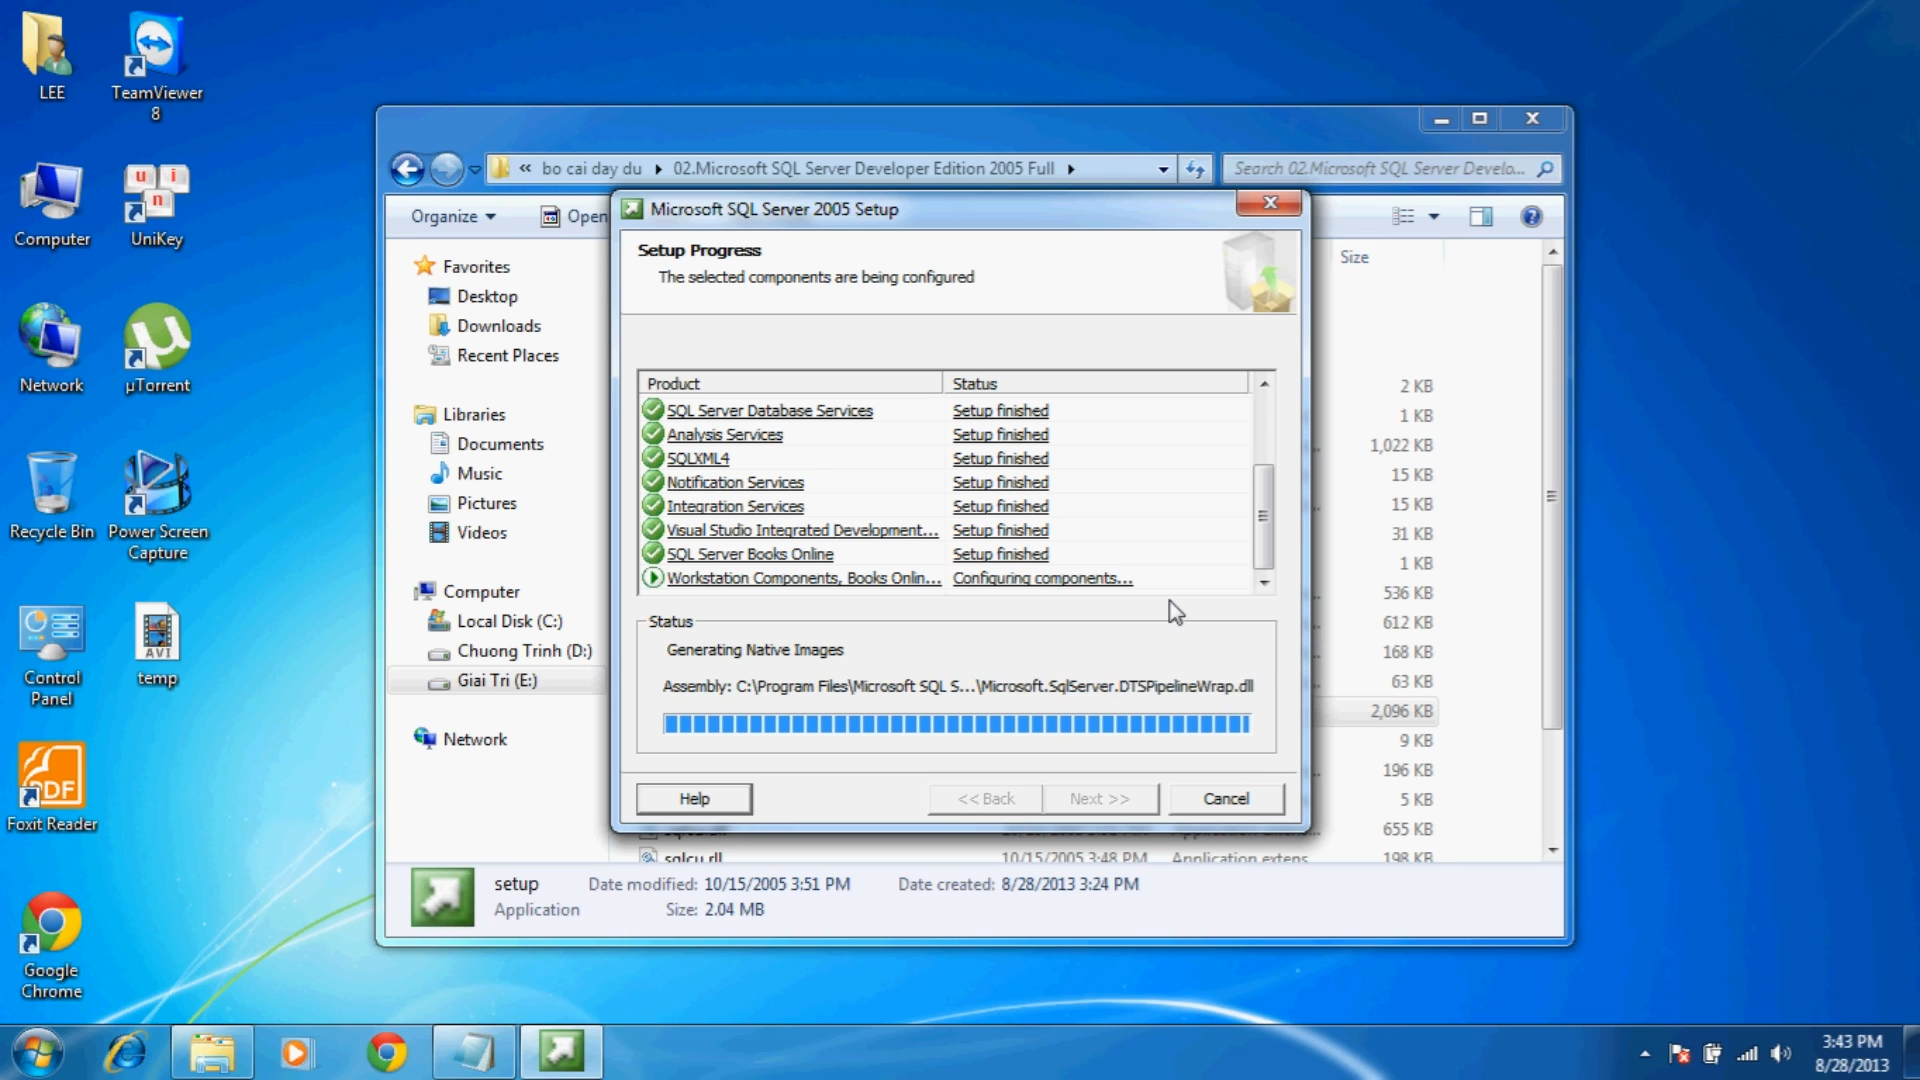 LEE
TeamViewer
8
Computer
UniKey
Network
µTorrent
Recycle Bin
Power Screen
Capture
Control
Panel
AVI
temp
PDF
Foxit Reader
Google
Chrome
« bo cai day du ▸ 02.Microsoft SQL Server Developer Edition 2005 Full ▸
Search 02.Microsoft SQL Server Develo...
Organize
Open
Size
Favorites
Desktop
Downloads
Recent Places
Libraries
Documents
Music
Pictures
Videos
Computer
Local Disk (C:)
Chuong Trinh (D:)
Giai Tri (E:)
Network
Microsoft SQL Server 2005 Setup
Setup Progress
The selected components are being configured
Product Status
SQL Server Database Services Setup finished
Analysis Services Setup finished
SQLXML4 Setup finished
Notification Services Setup finished
Integration Services Setup finished
Visual Studio Integrated Development... Setup finished
SQL Server Books Online Setup finished
Workstation Components, Books Onlin... Configuring components...
Status
Generating Native Images
Assembly: C:\Program Files\Microsoft SQL S...\Microsoft.SqlServer.DTSPipelineWrap.dll
Help
<< Back
Next >>
Cancel
2 KB
1 KB
1,022 KB
15 KB
15 KB
31 KB
1 KB
536 KB
612 KB
168 KB
63 KB
2,096 KB
9 KB
196 KB
5 KB
655 KB
10/15/2005 3:48 PM Application extens 198 KB
setup Date modified: 10/15/2005 3:51 PM Date created: 8/28/2013 3:24 PM
Application Size: 2.04 MB
3:43 PM
8/28/2013